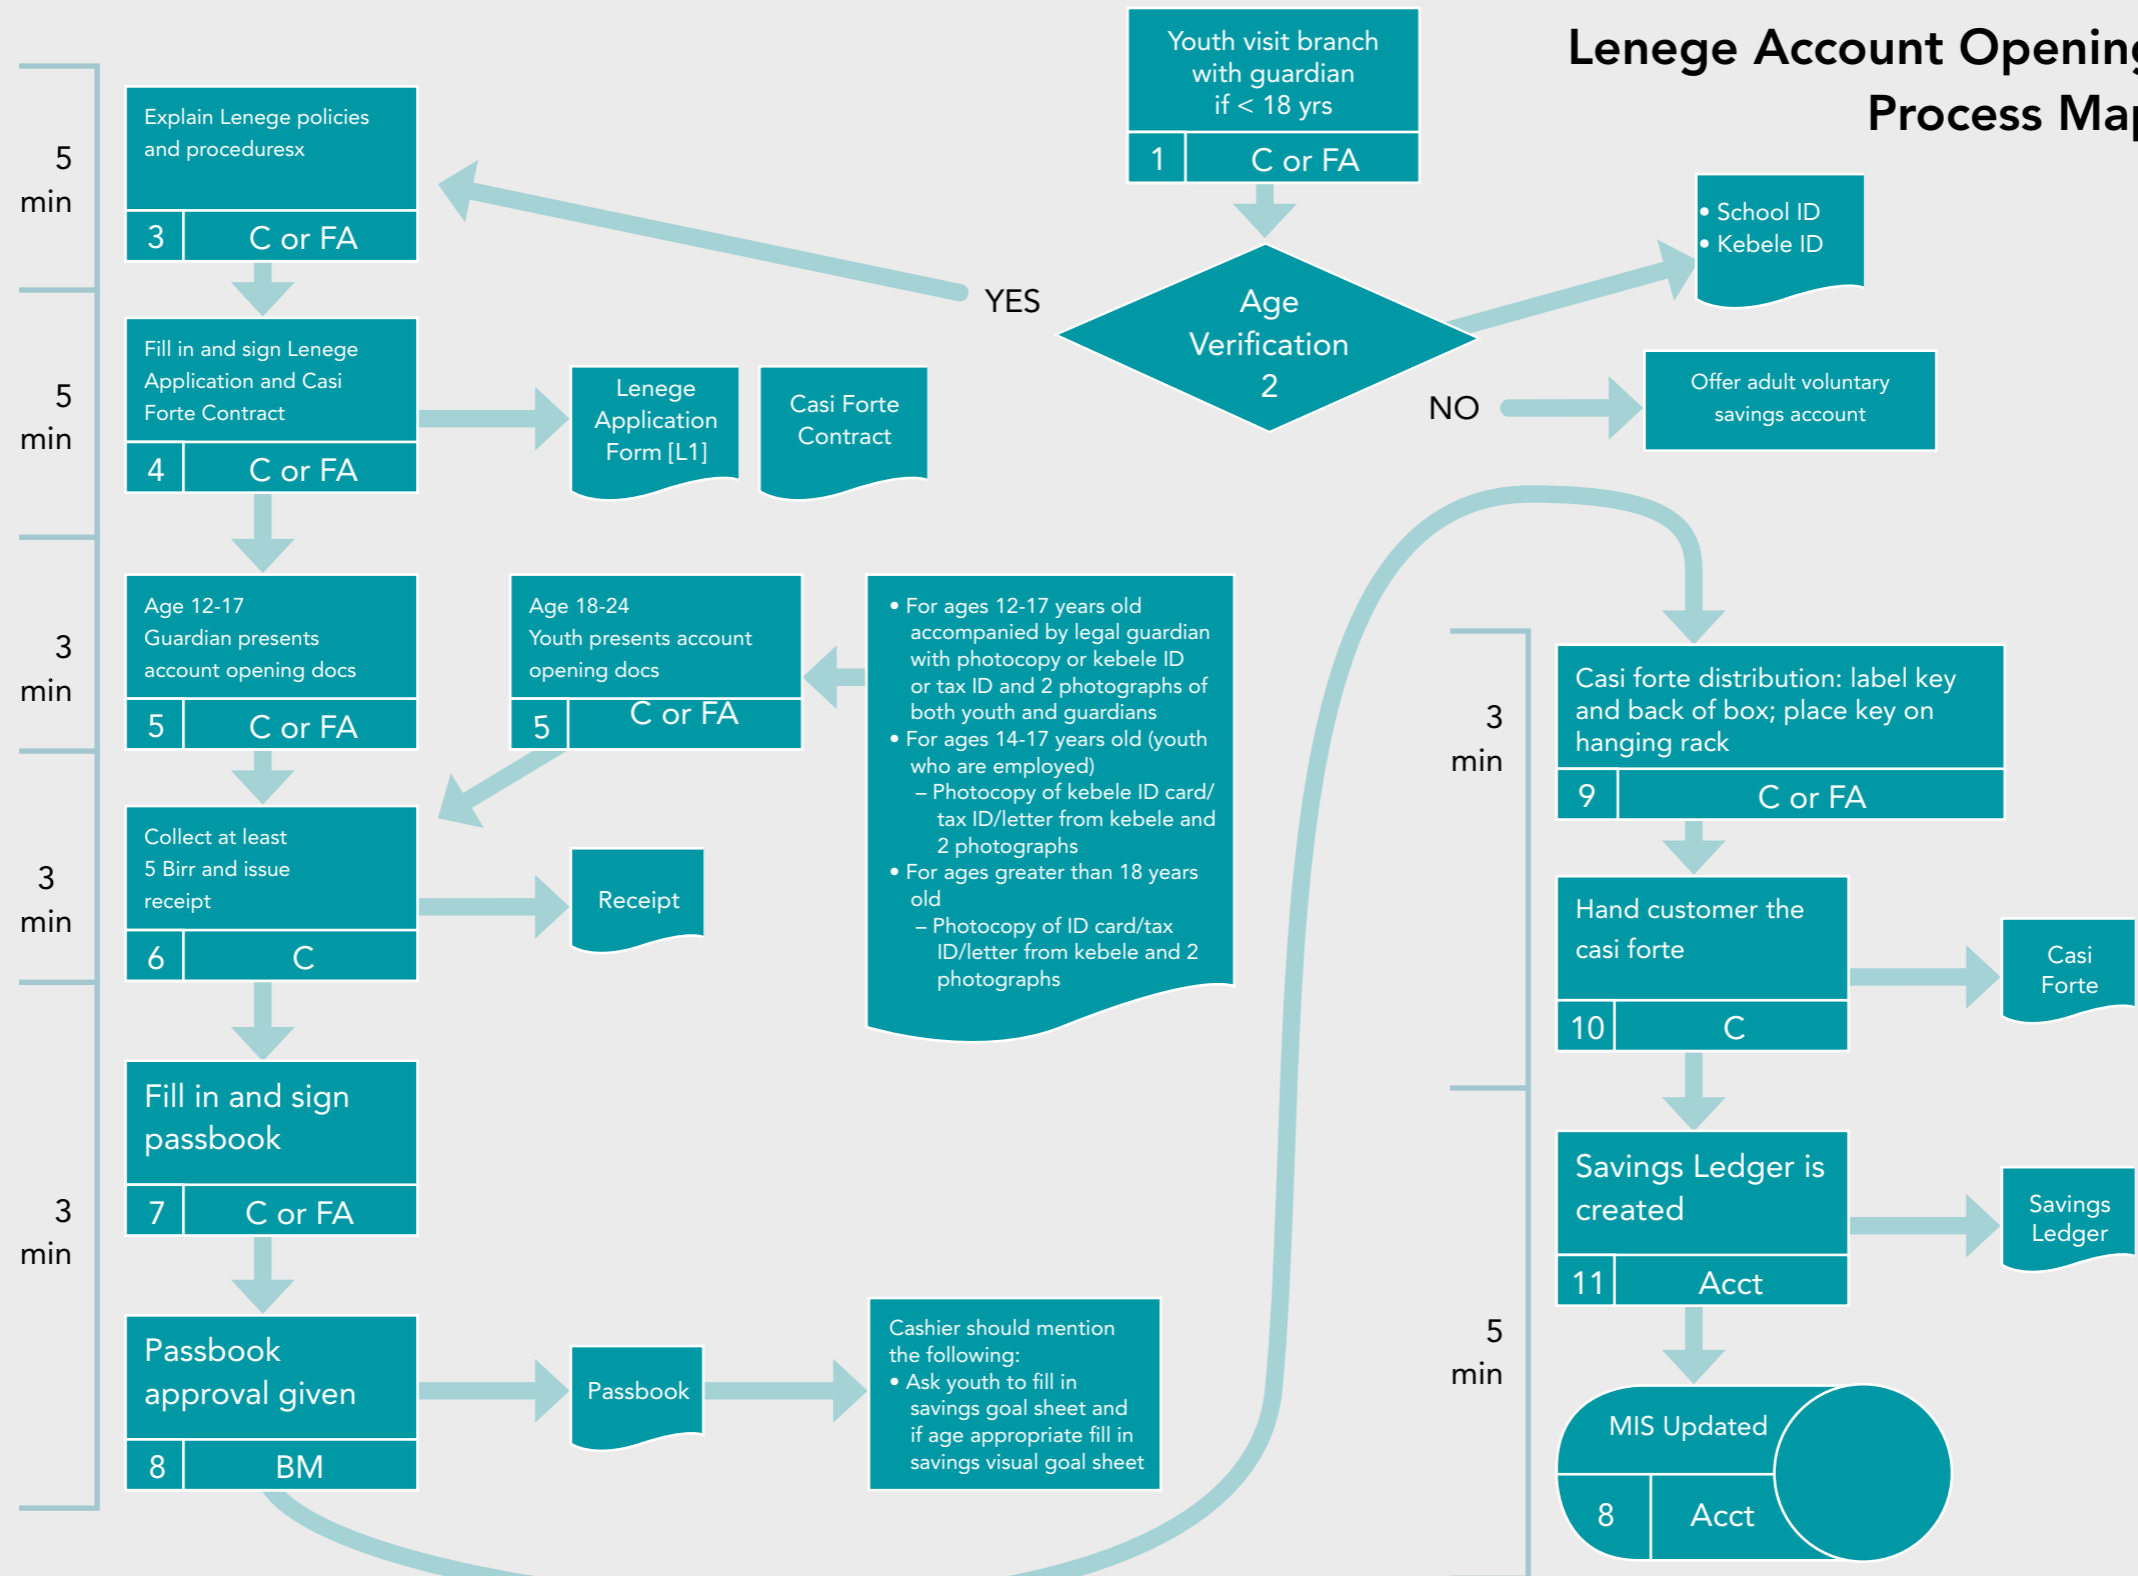 Lenege Account Opening
Process Map
Youth visit branch
with guardian
if < 18 yrs
1
C or FA
Age
Verification
2
• School ID
• Kebele ID
YES
NO
Offer adult voluntary
savings account
5
min
Explain Lenege policies
and proceduresx
3
C or FA
5
min
Fill in and sign Lenege
Application and Casi
Forte Contract
4
C or FA
Lenege
Application
Form [L1]
Casi Forte
Contract
3
min
Age 12-17
Guardian presents
account opening docs
5
C or FA
Age 18-24
Youth presents account
opening docs
5
C or FA
• For ages 12-17 years old
accompanied by legal guardian
with photocopy or kebele ID
or tax ID and 2 photographs of
both youth and guardians
• For ages 14-17 years old (youth
who are employed)
– Photocopy of kebele ID card/
tax ID/letter from kebele and
2 photographs
• For ages greater than 18 years
old
– Photocopy of ID card/tax
ID/letter from kebele and 2
photographs
3
min
Collect at least
5 Birr and issue
receipt
6
C
Receipt
3
min
Fill in and sign
passbook
7
C or FA
Passbook
approval given
8
BM
Passbook
Cashier should mention
the following:
• Ask youth to fill in
savings goal sheet and
if age appropriate fill in
savings visual goal sheet
3
min
Casi forte distribution: label key
and back of box; place key on
hanging rack
9
C or FA
Hand customer the
casi forte
10
C
Casi
Forte
5
min
Savings Ledger is
created
11
Acct
Savings
Ledger
MIS Updated
8
Acct